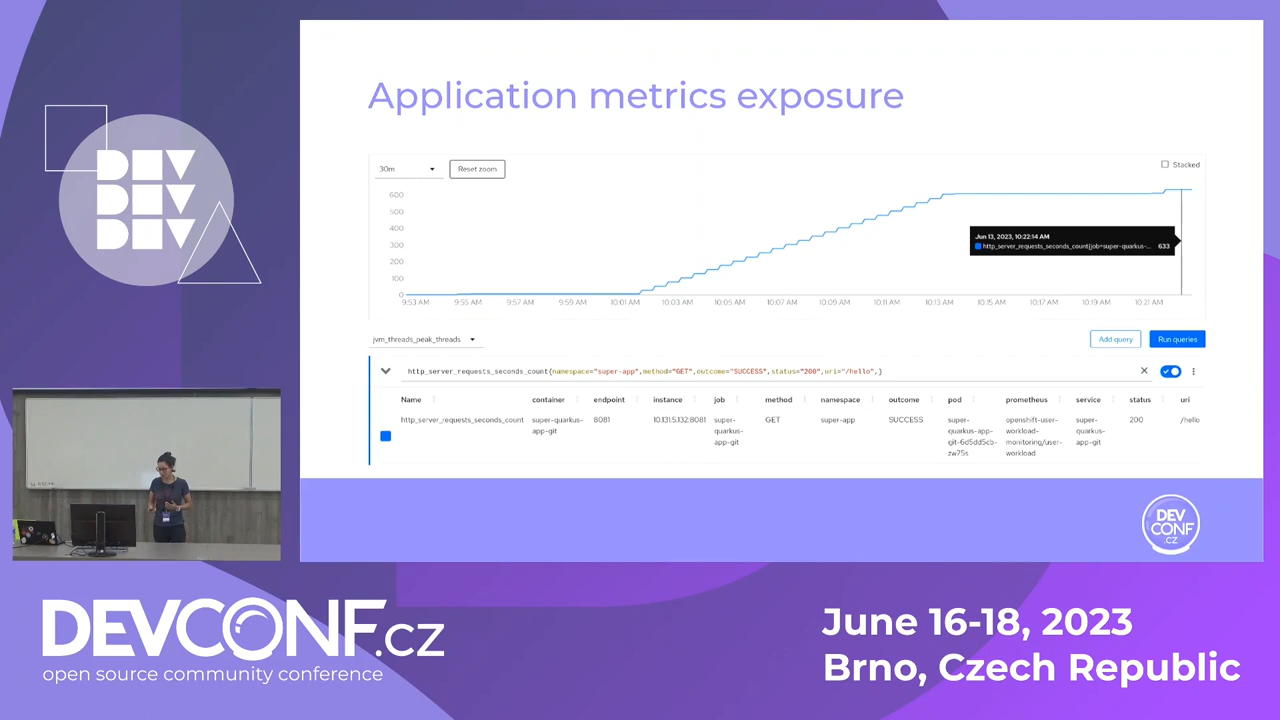 Application metrics exposure
30m
Reset zoom
Stacked
600
500
400
300
200
100
0
Jun 13, 2023, 10:22:14 AM
http_server_requests_seconds_count{job=super-quarkus-... 633
9:53 AM 9:55 AM 9:57 AM 9:59 AM 10:01 AM 10:03 AM 10:05 AM 10:07 AM 10:09 AM 10:11 AM 10:13 AM 10:15 AM 10:17 AM 10:19 AM 10:21 AM
jvm_threads_peak_threads
Add query
Run queries
http_server_requests_seconds_count{namespace="super-app",method="GET",outcome="SUCCESS",status="200",uri="/hello",}
Name container endpoint instance job method namespace outcome pod prometheus service status uri
http_server_requests_seconds_count super-quarkus- 8081 10.131.5.132:8081 super- GET super-app SUCCESS super- openshift-user- super- 200 /hello
app-git quarkus- quarkus-app- workload- quarkus-
app-git git-6d5dd5cb- monitoring/user- app-git
zw75s workload
DEV
CONF
.CZ
DEV
DEV
DEV
DEVCONF.cz
open source community conference
June 16-18, 2023
Brno, Czech Republic